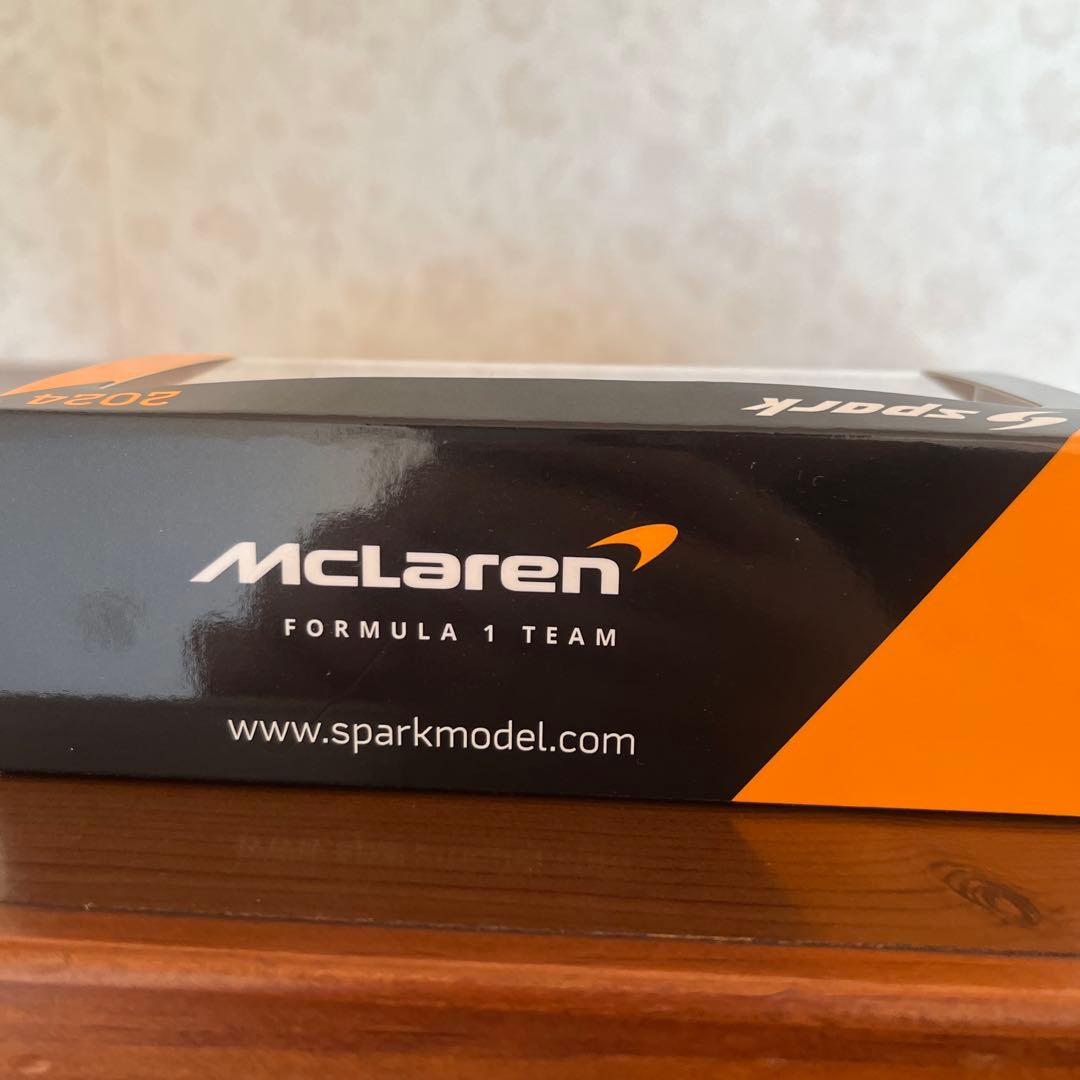 2024
spark
McLaren
FORMULA 1 TEAM
www.sparkmodel.com